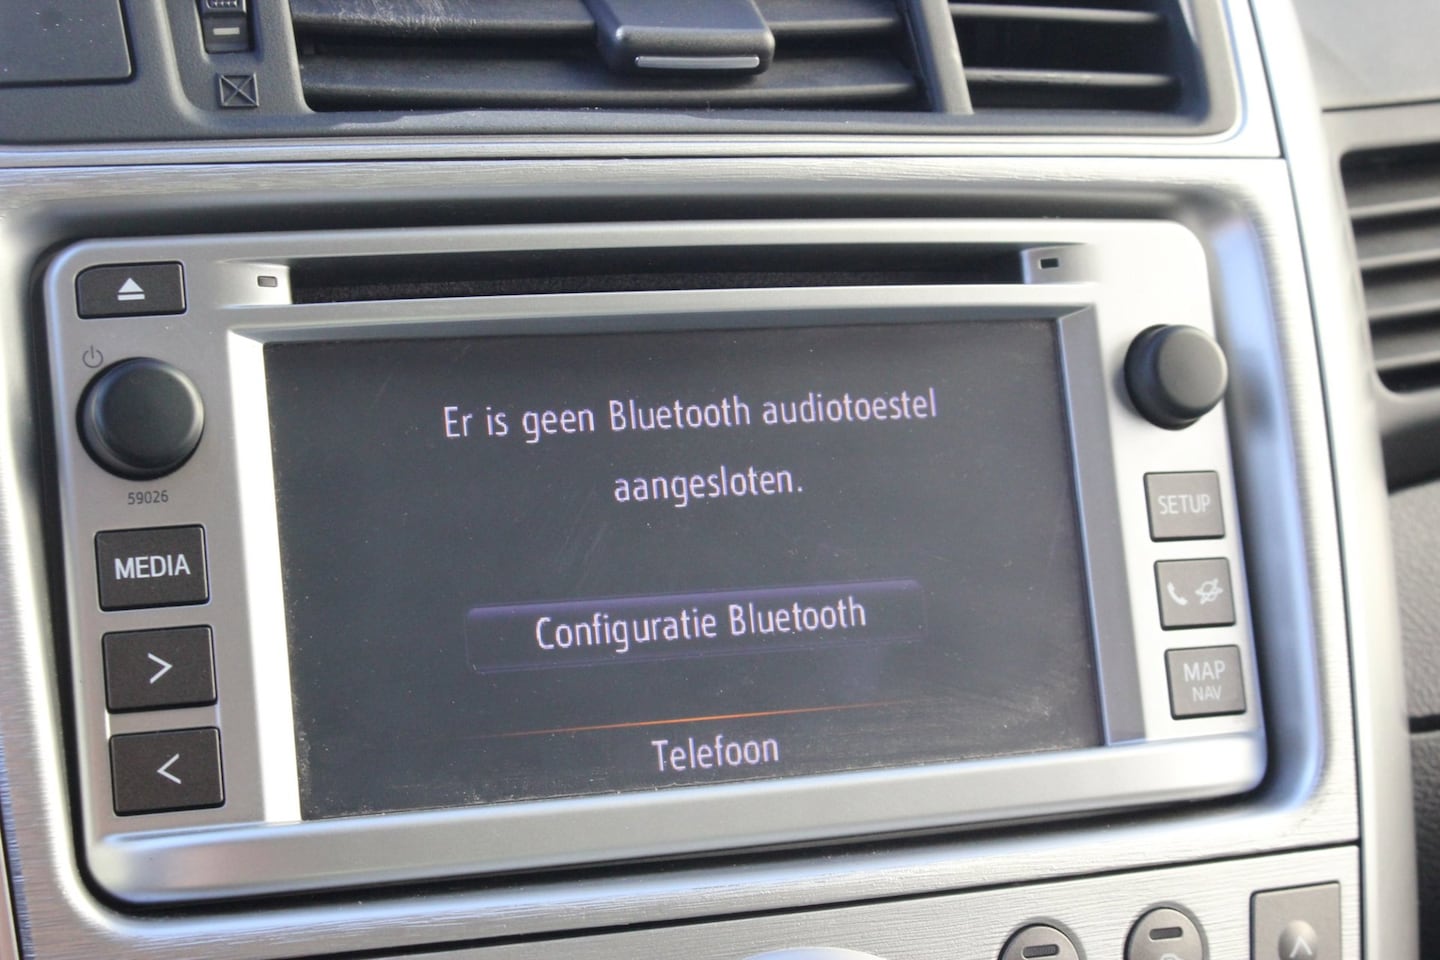 59026
MEDIA
Er is geen Bluetooth audiotoestel
aangesloten.
Configuratie Bluetooth
Telefoon
SETUP
MAP
NAV